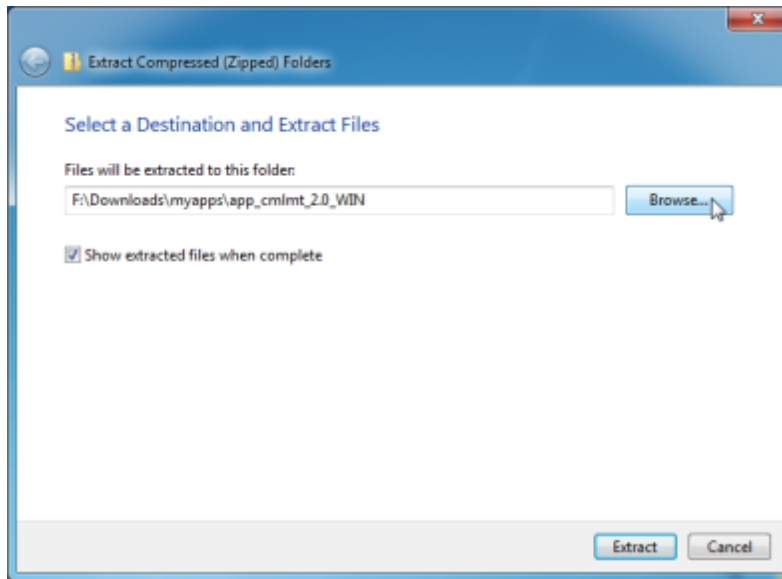 Extract Compressed (Zipped) Folders
Select a Destination and Extract Files
Files will be extracted to this folder:
F:\Downloads\myapps\app_cmlmt_2.0_WIN
Browse...
Show extracted files when complete
Extract
Cancel